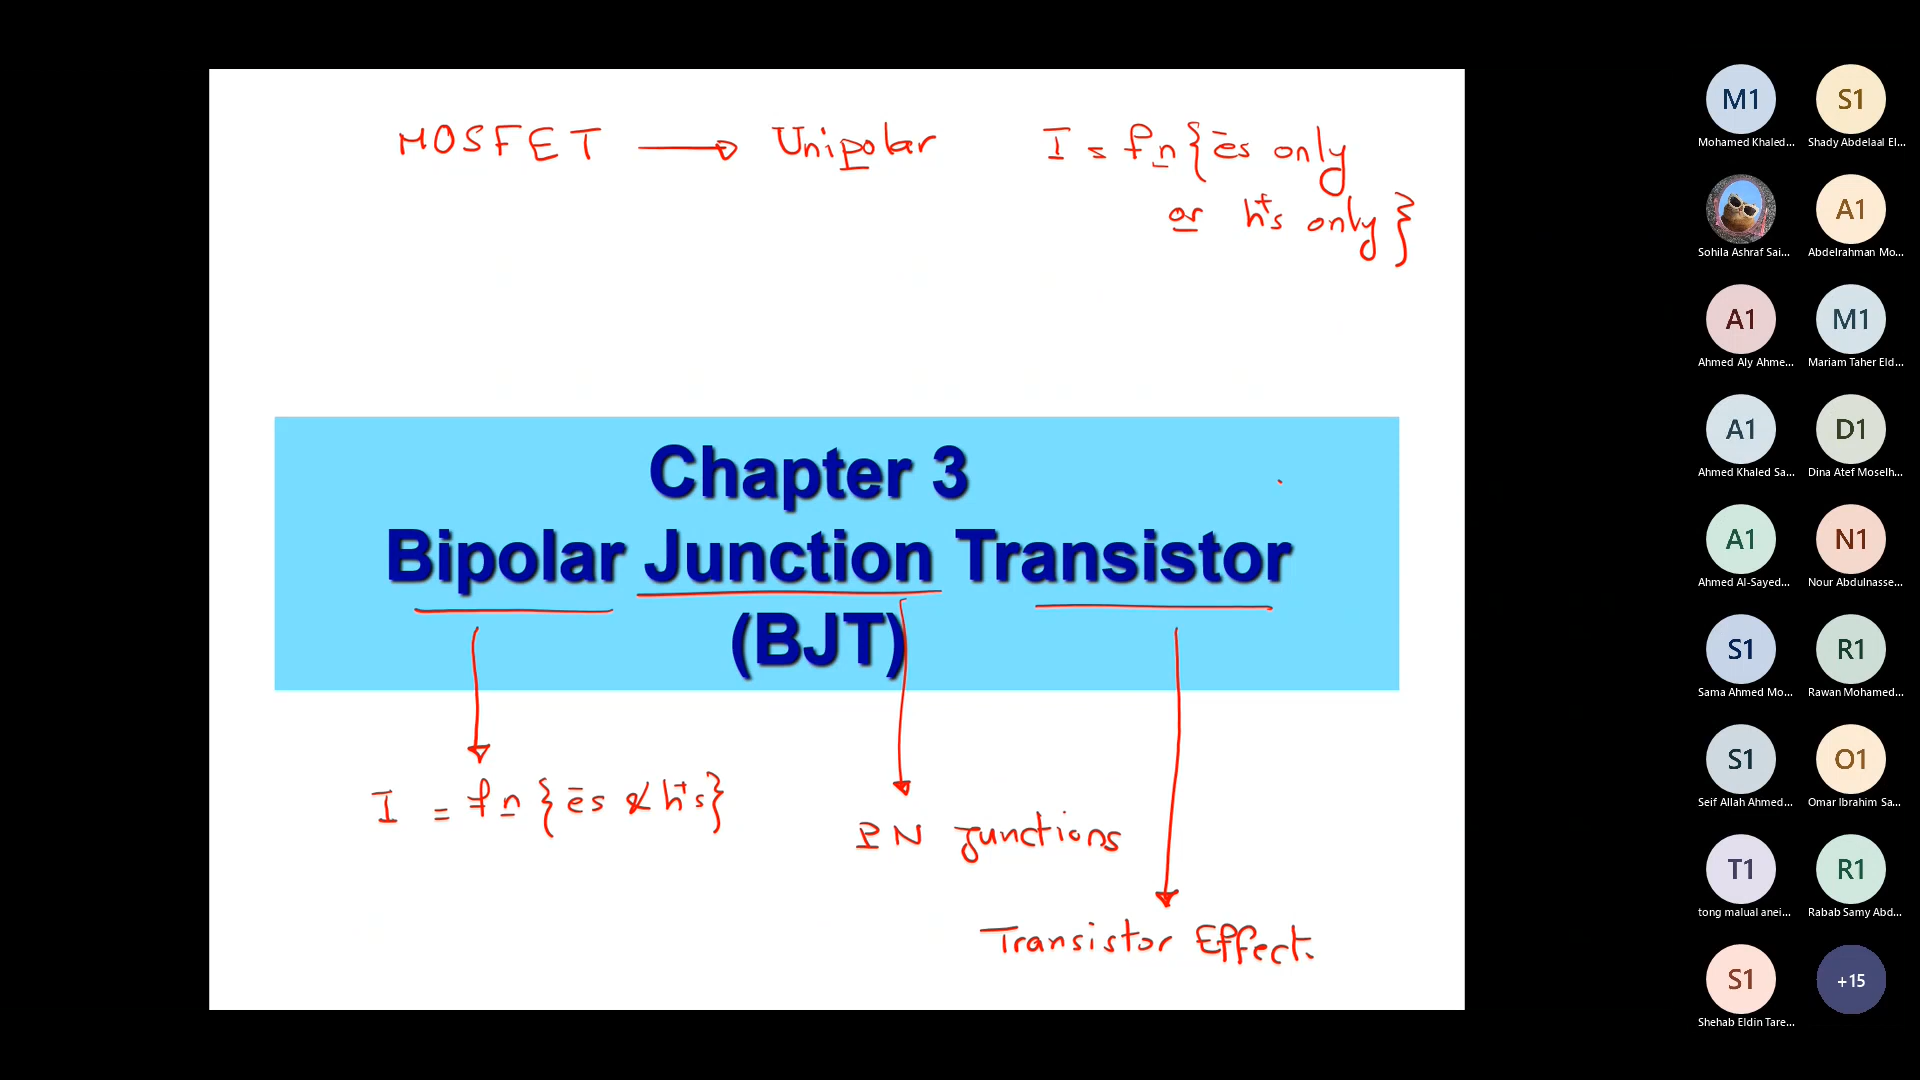 MOSFET → Unipolar I = fn {ēs only
or h⁺s only}
Chapter 3
Bipolar Junction Transistor
(BJT)
I = fn {ēs & h⁺s}
PN Junctions
Transistor Effect.
M1 S1
Mohamed Khaled... Shady Abdelaal El...
A1
Sohila Ashraf Sai... Abdelrahman Mo...
A1 M1
Ahmed Aly Ahme... Mariam Taher Eld...
A1 D1
Ahmed Khaled Sa... Dina Atef Moselh...
A1 N1
Ahmed Al-Sayed... Nour Abdulnasse...
S1 R1
Sama Ahmed Mo... Rawan Mohamed...
S1 O1
Seif Allah Ahmed... Omar Ibrahim Sa...
T1 R1
tong malual anei... Rabab Samy Abd...
S1 +15
Shehab Eldin Tare...